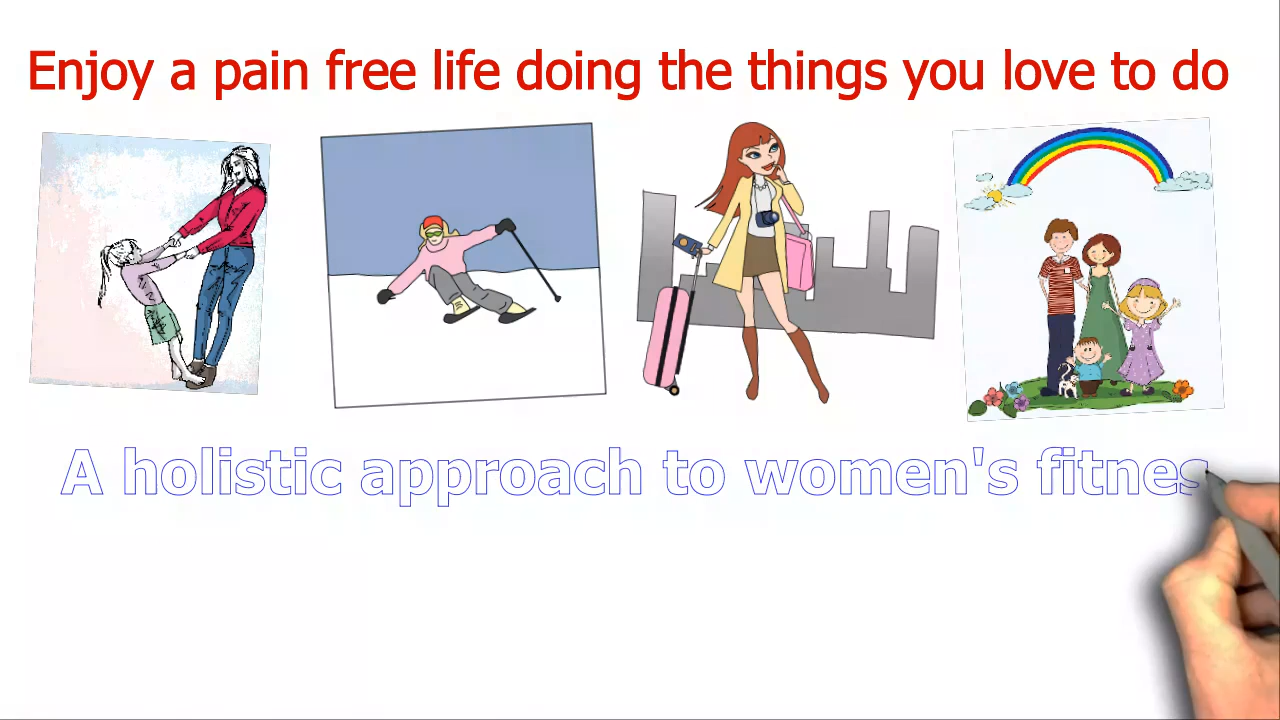 Enjoy a pain free life doing the things you love to do
A holistic approach to women's fitnes